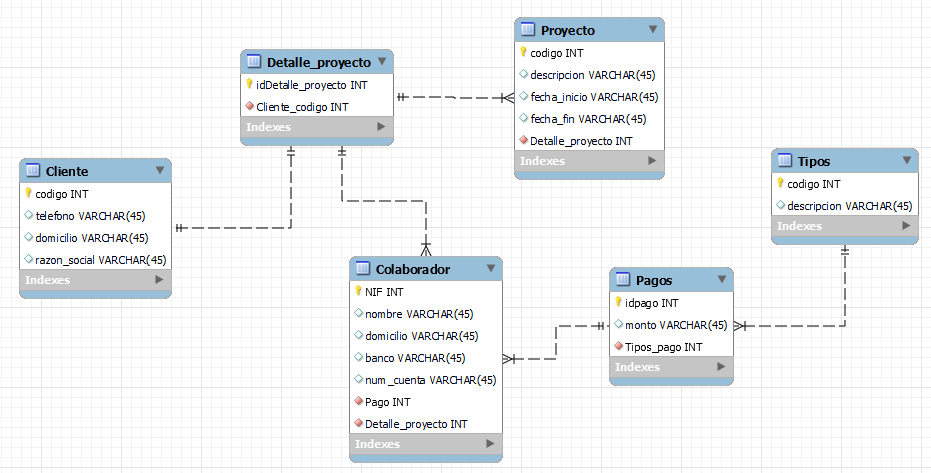 Proyecto
codigo INT
descripcion VARCHAR(45)
fecha_inicio VARCHAR(45)
fecha_fin VARCHAR(45)
Detalle_proyecto INT
Indexes
Detalle_proyecto
idDetalle_proyecto INT
Cliente_codigo INT
Indexes
Cliente
codigo INT
telefono VARCHAR(45)
domicilio VARCHAR(45)
razon_social VARCHAR(45)
Indexes
Tipos
codigo INT
descripcion VARCHAR(45)
Indexes
Colaborador
NIF INT
nombre VARCHAR(45)
domicilio VARCHAR(45)
banco VARCHAR(45)
num_cuenta VARCHAR(45)
Pago INT
Detalle_proyecto INT
Indexes
Pagos
idpago INT
monto VARCHAR(45)
Tipos_pago INT
Indexes